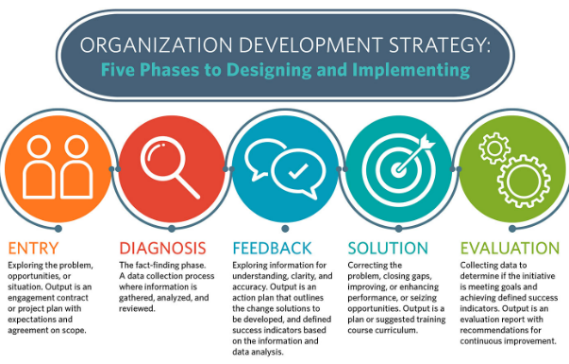 ORGANIZATION DEVELOPMENT STRATEGY:
Five Phases to Designing and Implementing
ENTRY
Exploring the problem,
opportunities, or
situation. Output is an
engagement contract
or project plan with
expectations and
agreement on scope.
DIAGNOSIS
The fact-finding phase.
A data collection process
where information is
gathered, analyzed, and
reviewed.
FEEDBACK
Exploring information for
understanding, clarity, and
accuracy. Output is an
action plan that outlines
the change solutions to
be developed, and defined
success indicators based
on the information and
data analysis.
SOLUTION
Correcting the
problem, closing gaps,
improving, or enhancing
performance, or seizing
opportunities. Output is a
plan or suggested training
course curriculum.
EVALUATION
Collecting data to
determine if the initiative
is meeting goals and
achieving defined success
indicators. Output is an
evaluation report with
recommendations for
continuous improvement.